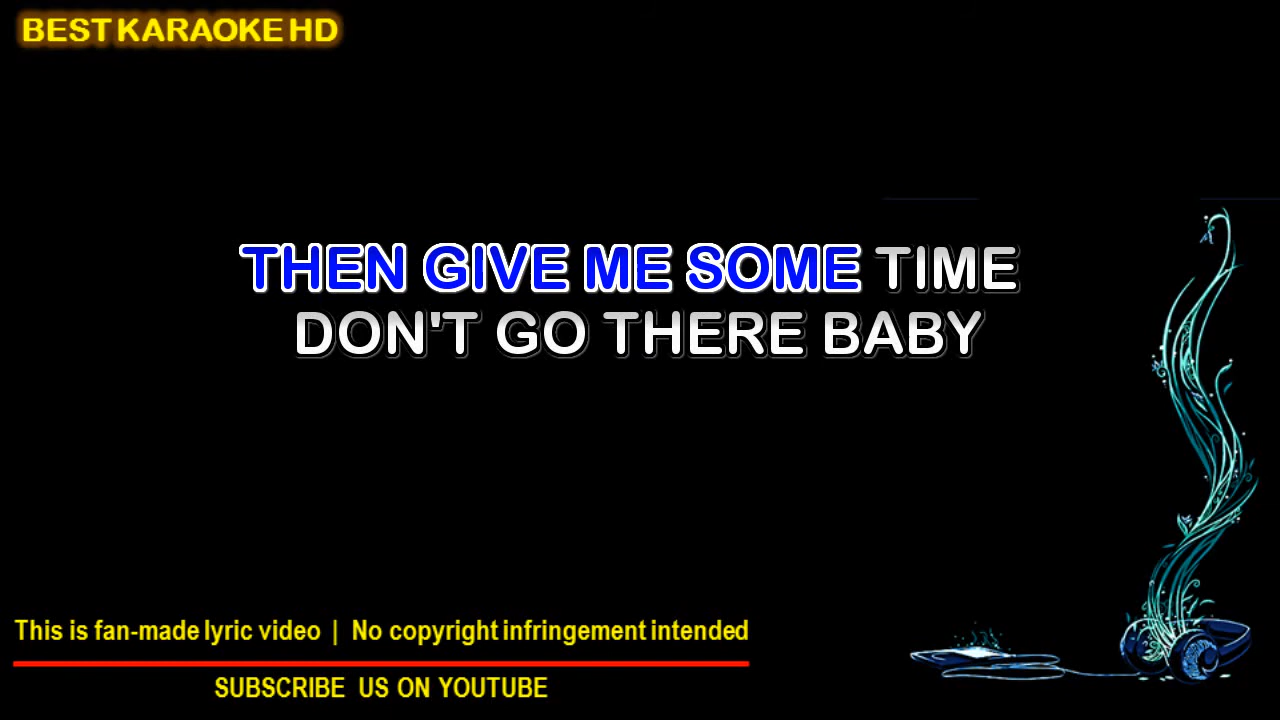 BEST KARAOKE HD
THEN GIVE ME SOME TIME
DON'T GO THERE BABY
This is fan-made lyric video | No copyright infringement intended
SUBSCRIBE US ON YOUTUBE